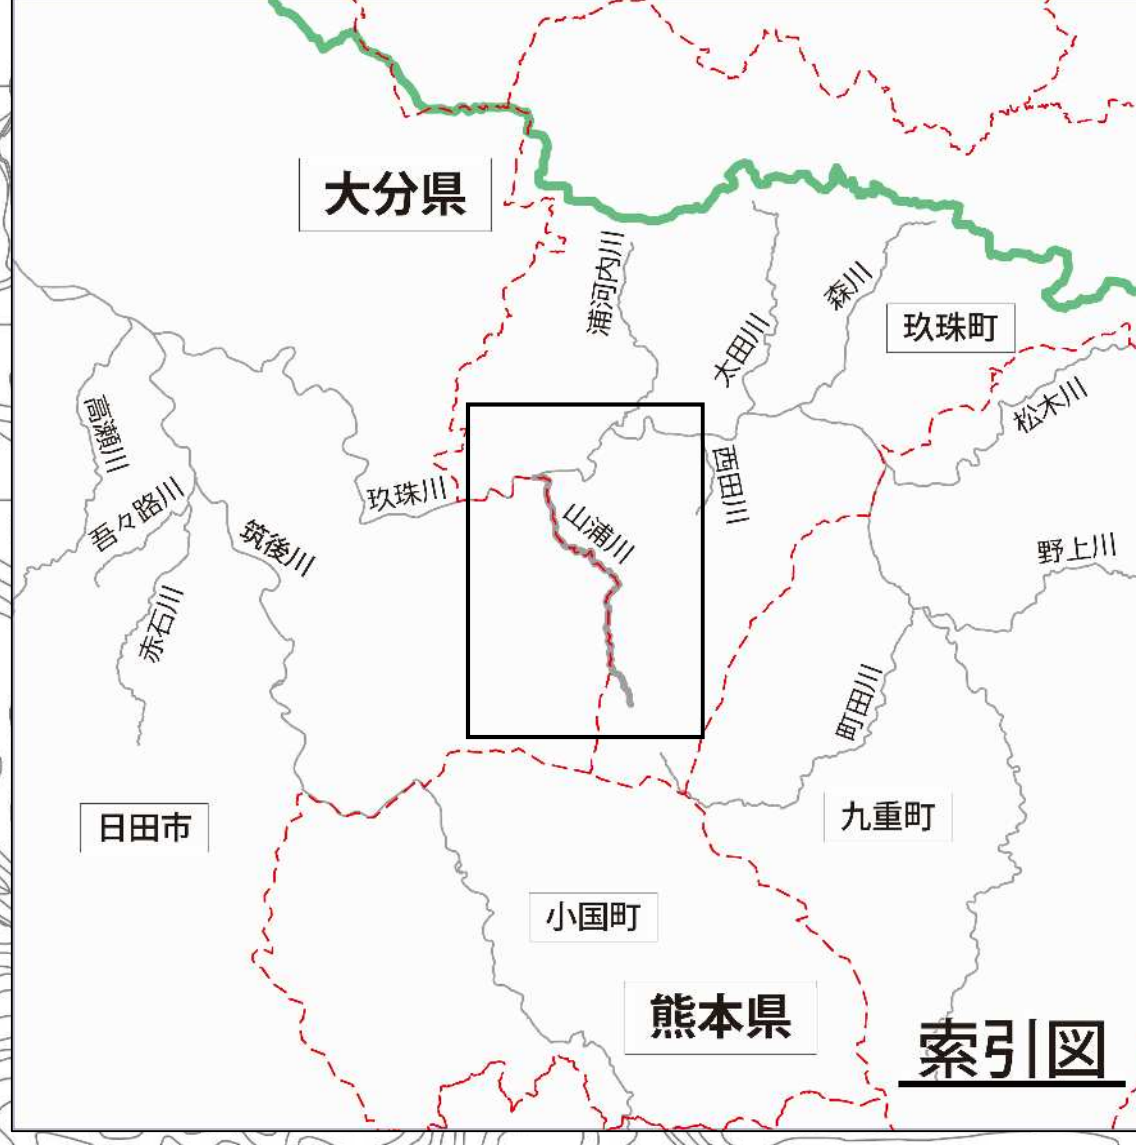 大分県
浦河内川
太田川
森川
玖珠町
松木川
高瀬川
玖珠川
西田川
吾々路川
筑後川
山浦川
野上川
赤石川
町田川
日田市
九重町
小国町
熊本県
索引図